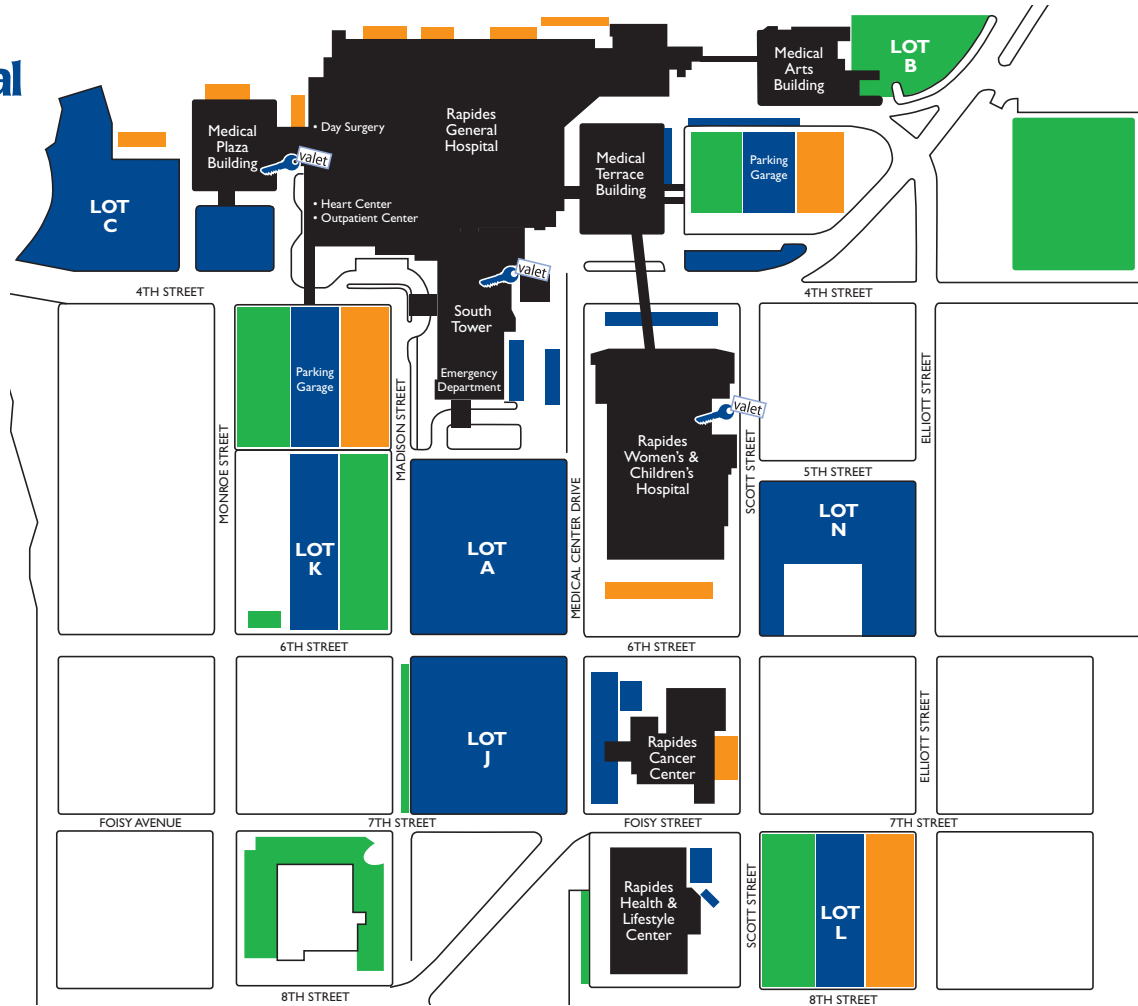 al
Medical
Arts
Building
LOT
B
Rapides
General
Hospital
• Day Surgery
Medical
Plaza
Building
valet
Medical
Terrace
Building
Parking
Garage
LOT
C
• Heart Center
• Outpatient Center
valet
4TH STREET
4TH STREET
South
Tower
Parking
Garage
Emergency
Department
MONROE STREET
MADISON STREET
MEDICAL CENTER DRIVE
valet
Rapides
Women's &
Children's
Hospital
SCOTT STREET
ELLIOTT STREET
5TH STREET
LOT
N
LOT
K
LOT
A
6TH STREET
6TH STREET
LOT
J
Rapides
Cancer
Center
ELLIOTT STREET
FOISY AVENUE
7TH STREET
FOISY STREET
7TH STREET
Rapides
Health &
Lifestyle
Center
SCOTT STREET
LOT
L
8TH STREET
8TH STREET